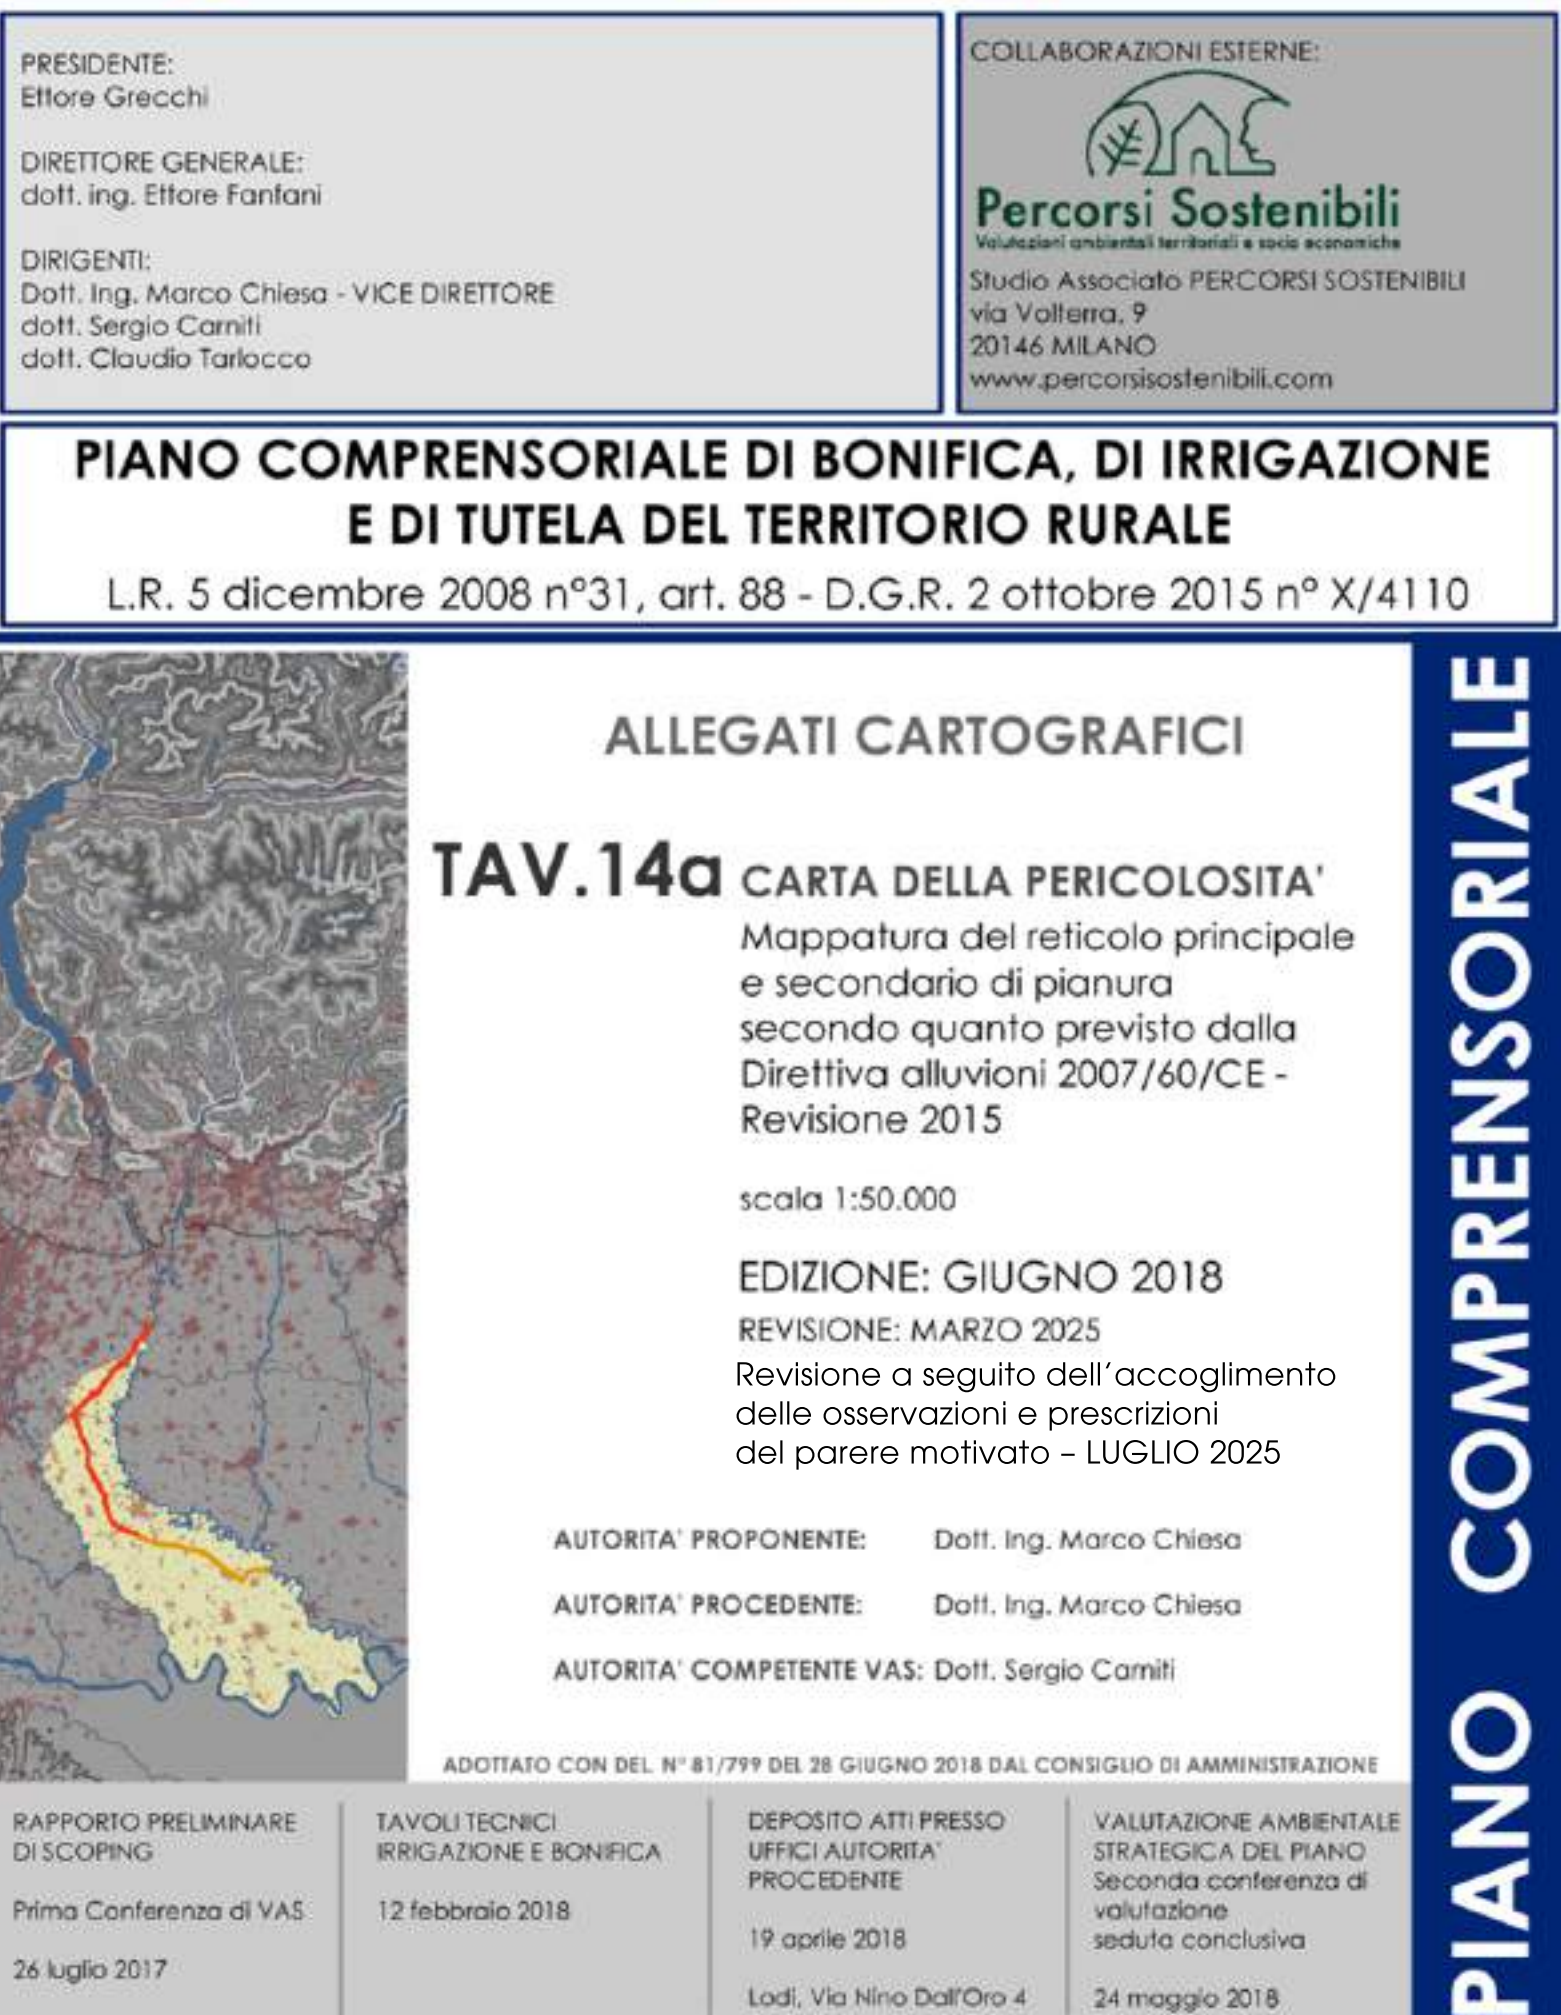 PRESIDENTE:
Ettore Grecchi
DIRETTORE GENERALE:
dott. ing. Ettore Fanfani
DIRIGENTI:
Dott. Ing. Marco Chiesa - VICE DIRETTORE
dott. Sergio Carniti
dott. Claudio Tarlocco
COLLABORAZIONI ESTERNE:
Percorsi Sostenibili
Valutazioni ambientali territoriali e socio economiche
Studio Associato PERCORSI SOSTENIBILI
via Volterra, 9
20146 MILANO
www.percorsisostenibili.com
PIANO COMPRENSORIALE DI BONIFICA, DI IRRIGAZIONE
E DI TUTELA DEL TERRITORIO RURALE
L.R. 5 dicembre 2008 n°31, art. 88 - D.G.R. 2 ottobre 2015 n° X/4110
ALLEGATI CARTOGRAFICI
TAV.14a CARTA DELLA PERICOLOSITA'
Mappatura del reticolo principale
e secondario di pianura
secondo quanto previsto dalla
Direttiva alluvioni 2007/60/CE -
Revisione 2015
scala 1:50.000
EDIZIONE: GIUGNO 2018
REVISIONE: MARZO 2025
Revisione a seguito dell'accoglimento
delle osservazioni e prescrizioni
del parere motivato – LUGLIO 2025
AUTORITA' PROPONENTE: Dott. Ing. Marco Chiesa
AUTORITA' PROCEDENTE: Dott. Ing. Marco Chiesa
AUTORITA' COMPETENTE VAS: Dott. Sergio Carniti
ADOTTATO CON DEL. N° 81/799 DEL 28 GIUGNO 2018 DAL CONSIGLIO DI AMMINISTRAZIONE
RAPPORTO PRELIMINARE
DI SCOPING
Prima Conferenza di VAS
26 luglio 2017
TAVOLI TECNICI
IRRIGAZIONE E BONIFICA
12 febbraio 2018
DEPOSITO ATTI PRESSO
UFFICI AUTORITA'
PROCEDENTE
19 aprile 2018
Lodi, Via Nino Dall'Oro 4
VALUTAZIONE AMBIENTALE
STRATEGICA DEL PIANO
Seconda conferenza di
valutazione
seduta conclusiva
24 maggio 2018
PIANO COMPRENSORIALE